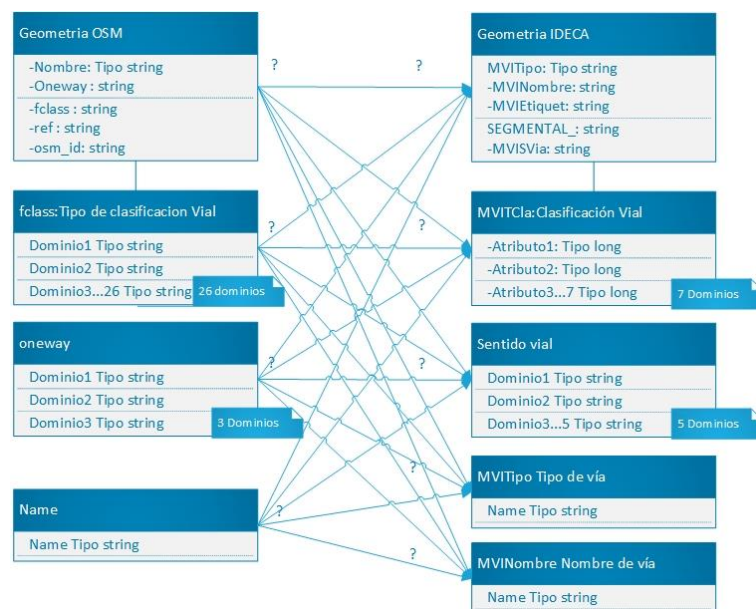 Geometria OSM
-Nombre: Tipo string
-Oneway : string
-fclass : string
-ref : string
-osm_id: string
fclass:Tipo de clasificacion Vial
Dominio1 Tipo string
Dominio2 Tipo string
Dominio3...26 Tipo string
26 dominios
oneway
Dominio1 Tipo string
Dominio2 Tipo string
Dominio3 Tipo string
3 Dominios
Name
Name Tipo string
?
?
?
?
?
?
?
?
?
Geometria IDECA
MVITipo: Tipo string
-MVINombre: string
-MVIEtiquet: string
SEGMENTAL_: string
-MVISVia: string
MVITCla:Clasificación Vial
-Atributo1: Tipo long
-Atributo2: Tipo long
-Atributo3...7 Tipo long
7 Dominios
Sentido vial
Dominio1 Tipo string
Dominio2 Tipo string
Dominio3...5 Tipo string
5 Dominios
MVITipo Tipo de vía
Name Tipo string
MVINombre Nombre de vía
Name Tipo string